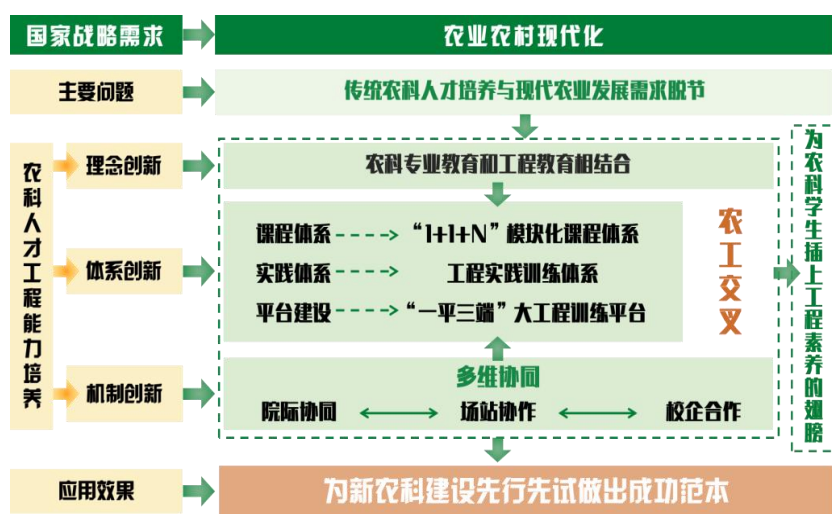 国家战略需求
农业农村现代化
主要问题
传统农科人才培养与现代农业发展需求脱节
农科人才工程能力培养
理念创新
农科专业教育和工程教育相结合
体系创新
课程体系 “1+1+N”模块化课程体系
实践体系 工程实践训练体系
平台建设 “一平三端”大工程训练平台
农工交叉
机制创新
多维协同
院际协同 场站协作 校企合作
为农科学生插上工程素养的翅膀
应用效果
为新农科建设先行先试做出成功范本